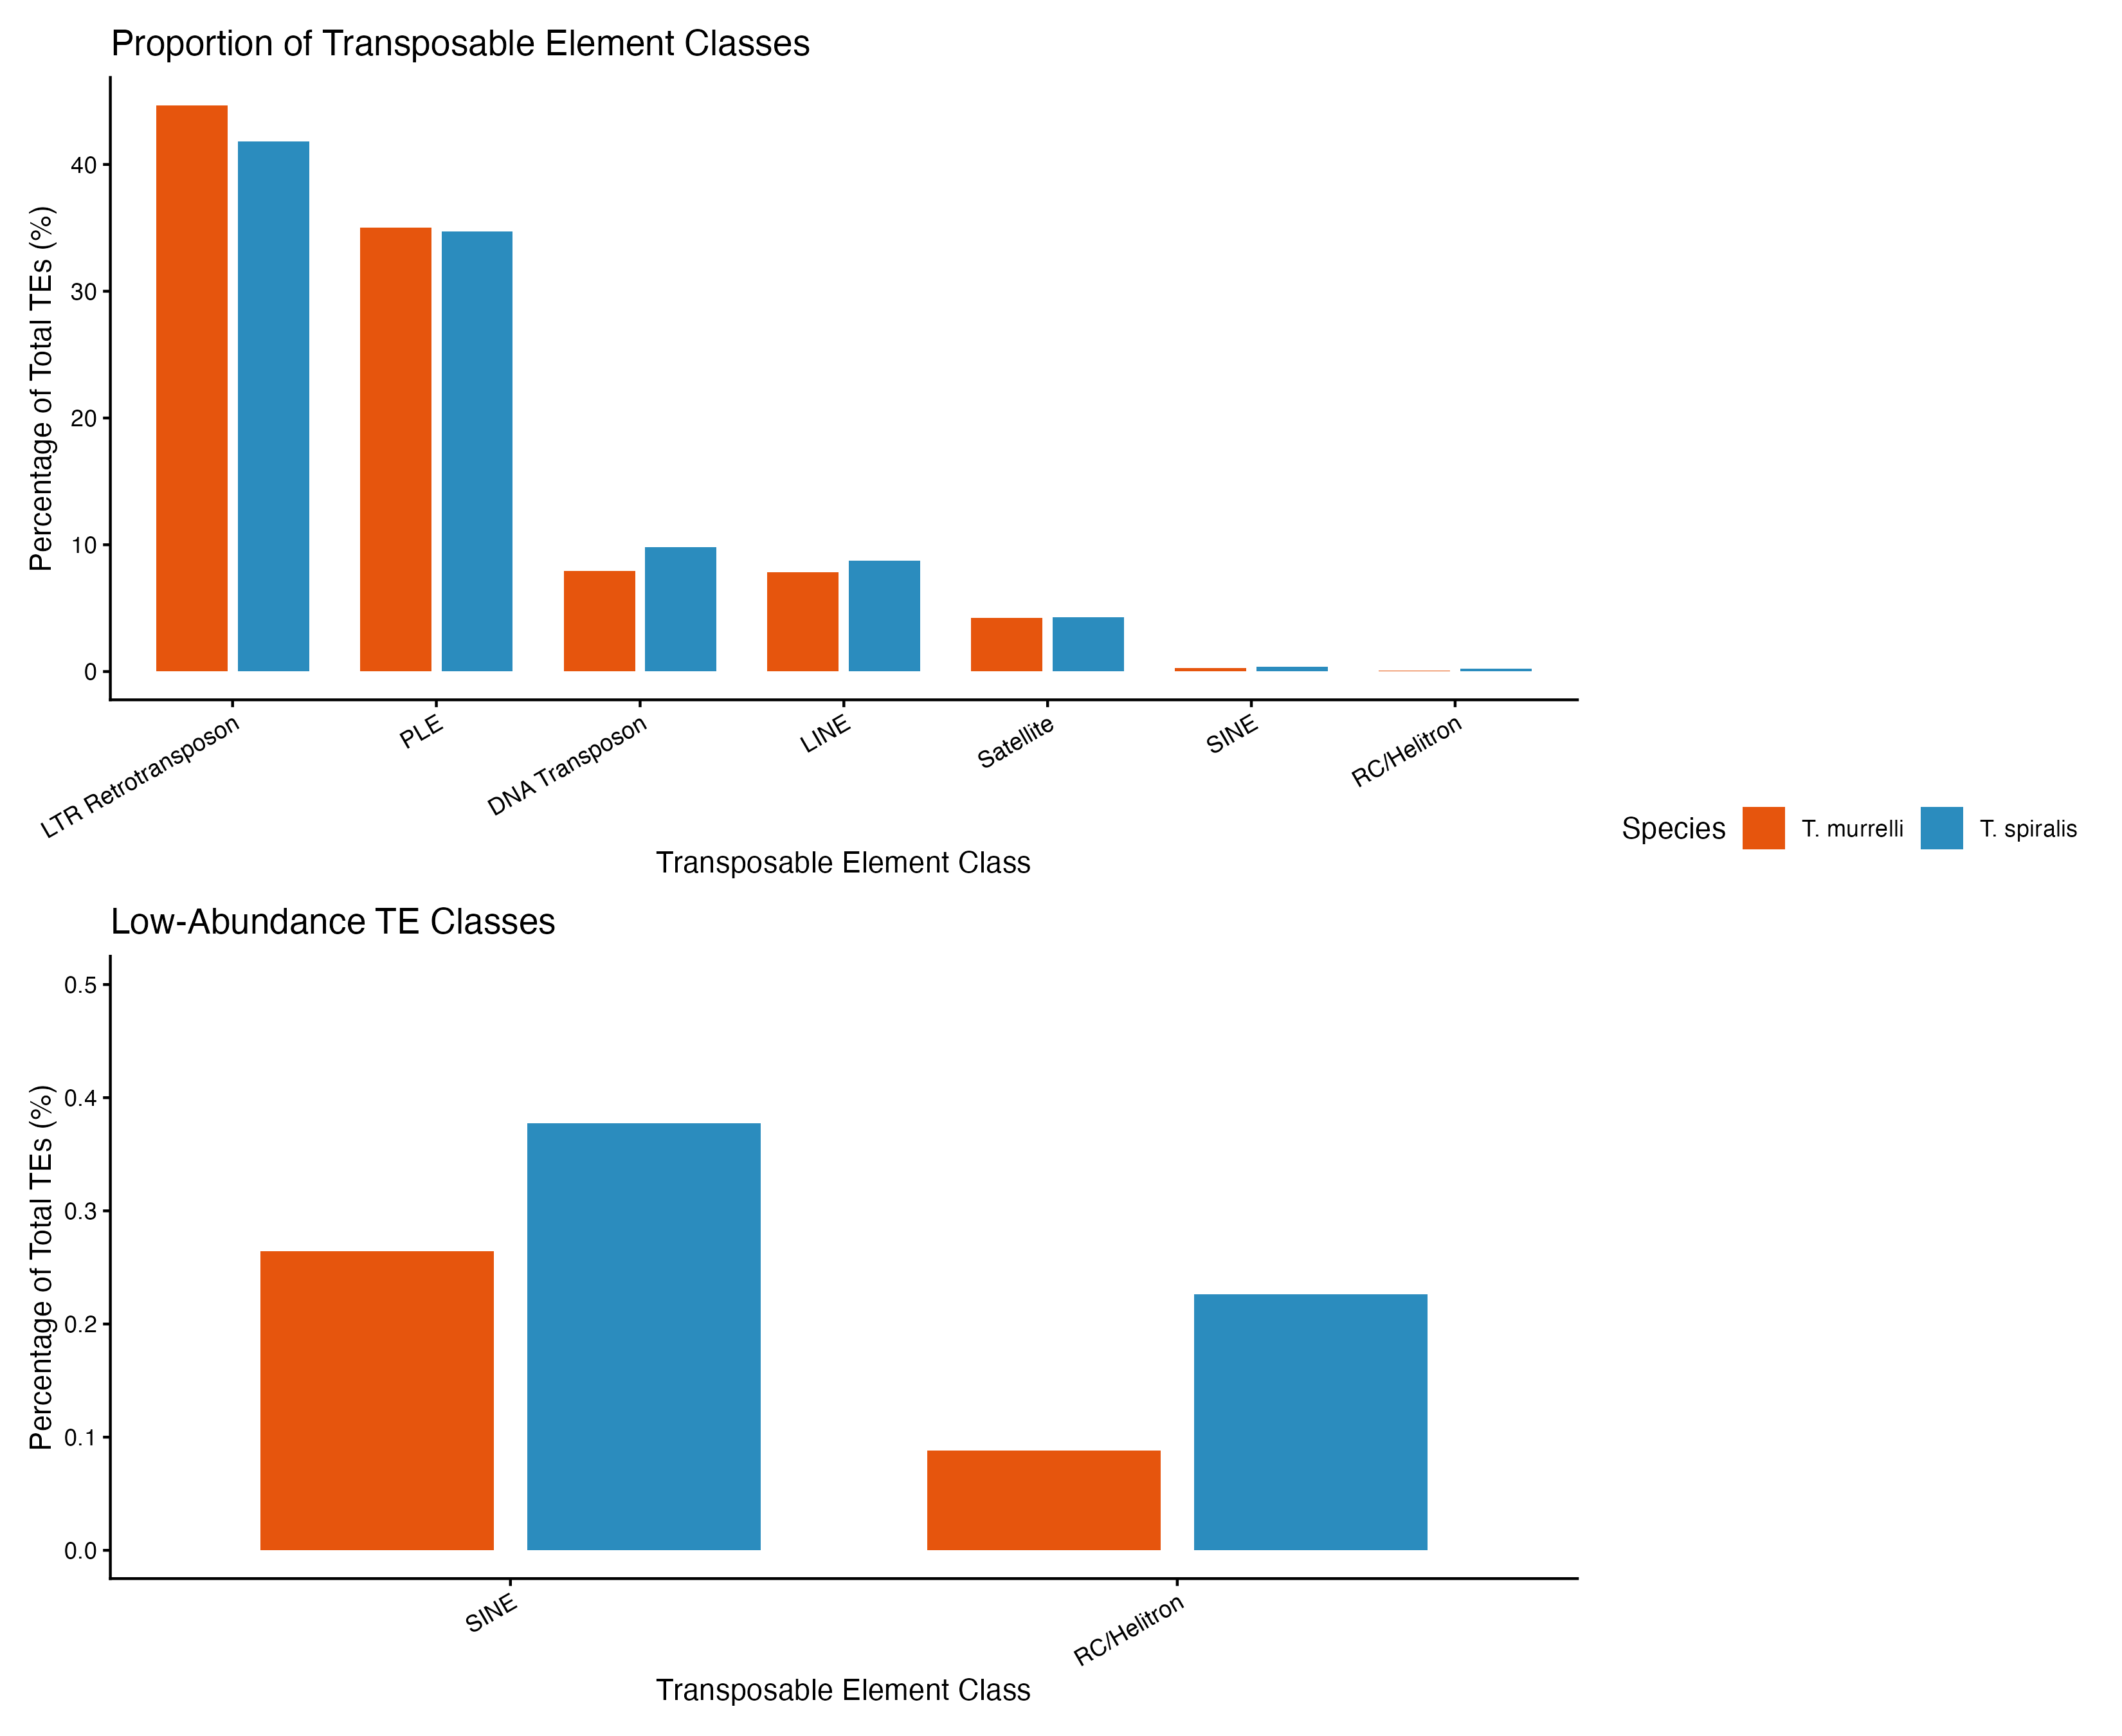 Proportion of Transposable Element Classes
Percentage of Total TEs (%)
40
30
20
10
0
LTR Retrotransposon
PLE
DNA Transposon
LINE
Satellite
SINE
RC/Helitron
Transposable Element Class
Species T. murrelli T. spiralis
Low-Abundance TE Classes
Percentage of Total TEs (%)
0.5
0.4
0.3
0.2
0.1
0.0
SINE
RC/Helitron
Transposable Element Class